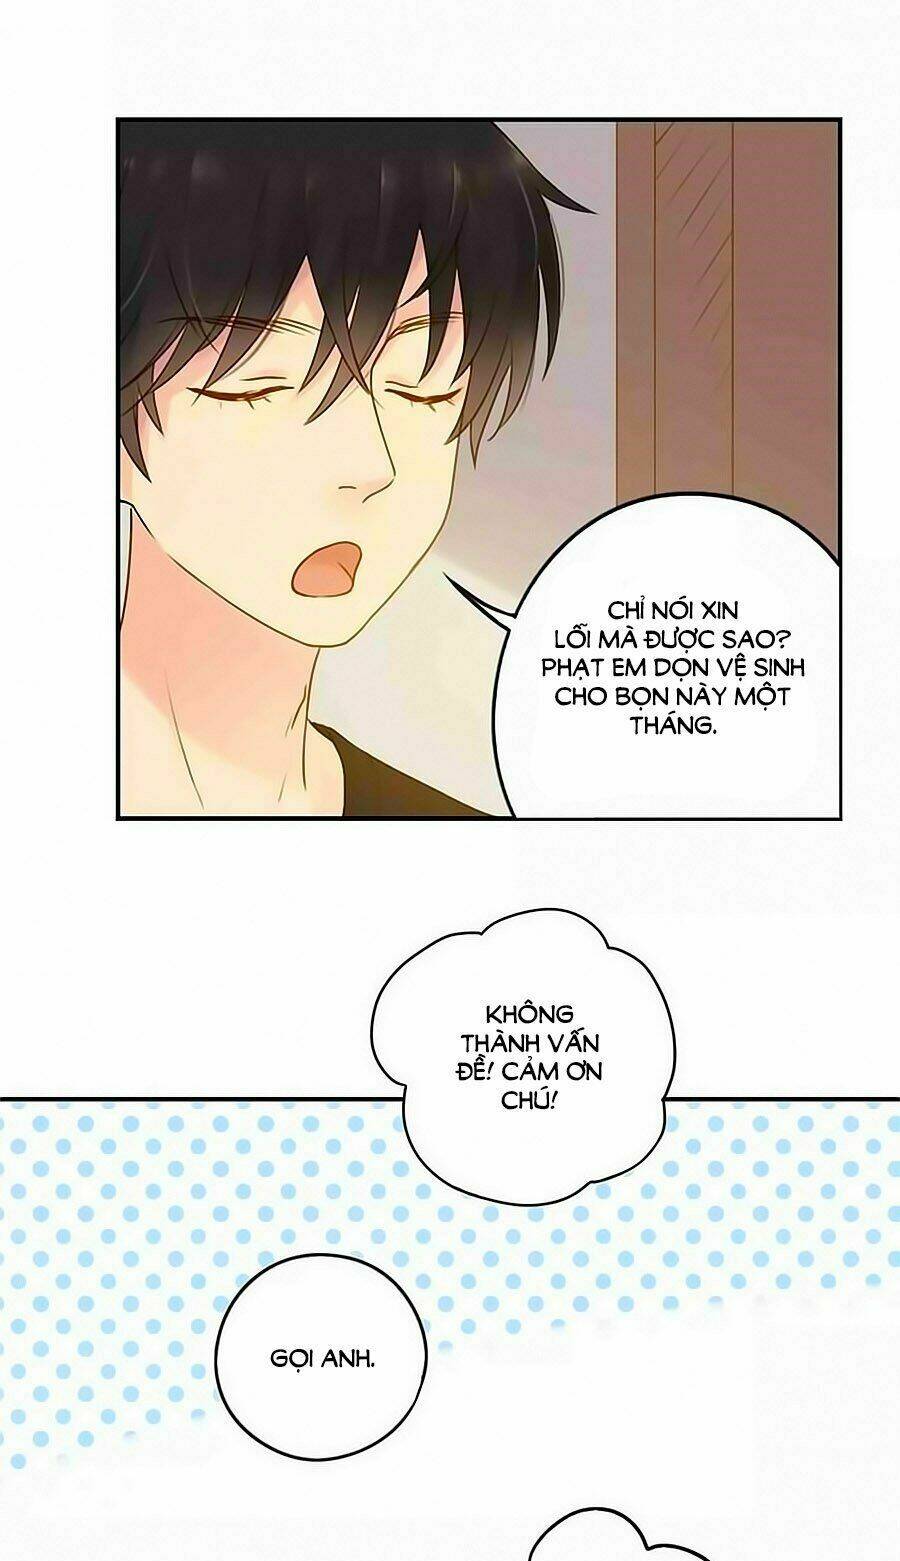 CHỈ NÓI XIN
LỖI MÀ ĐƯỢC SAO?
PHẠT EM DỌN VỆ SINH
CHO BỌN NÀY MỘT
THÁNG.
KHÔNG
THÀNH VẤN
ĐỀ! CẢM ƠN
CHÚ!
GỌI ANH.